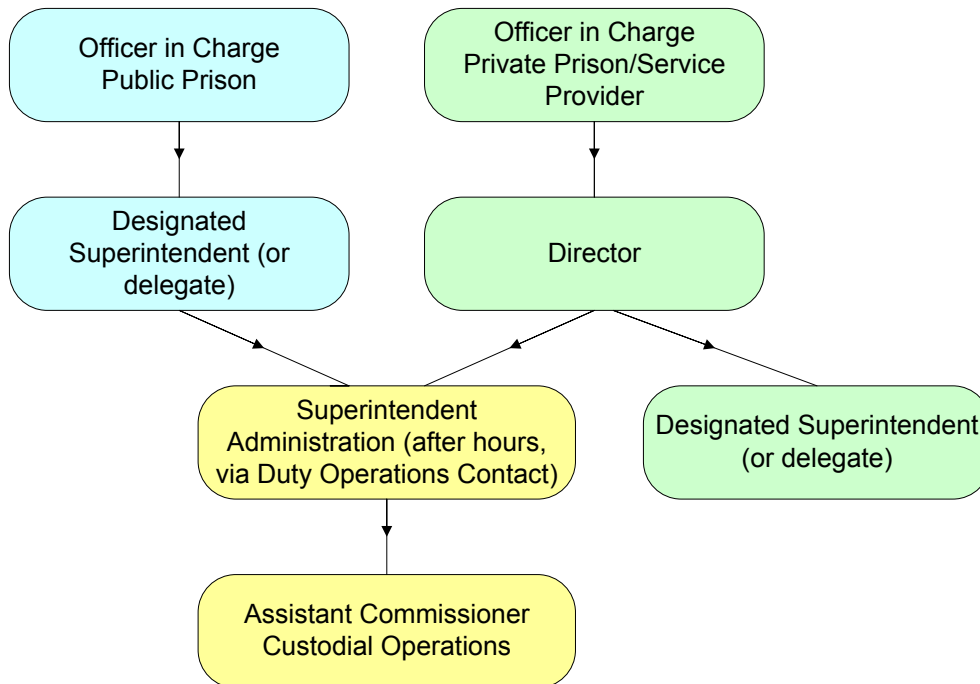 Officer in Charge
Public Prison
Officer in Charge
Private Prison/Service
Provider
Designated
Superintendent (or
delegate)
Director
Superintendent
Administration (after hours,
via Duty Operations Contact)
Designated Superintendent
(or delegate)
Assistant Commissioner
Custodial Operations